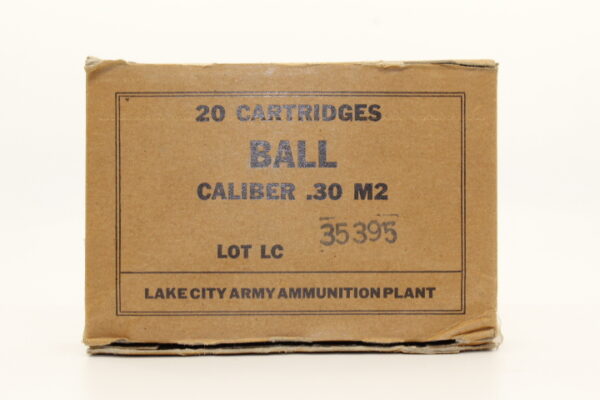 20 CARTRIDGES
BALL
CALIBER .30 M2
LOT LC 35395
LAKE CITY ARMY AMMUNITION PLANT